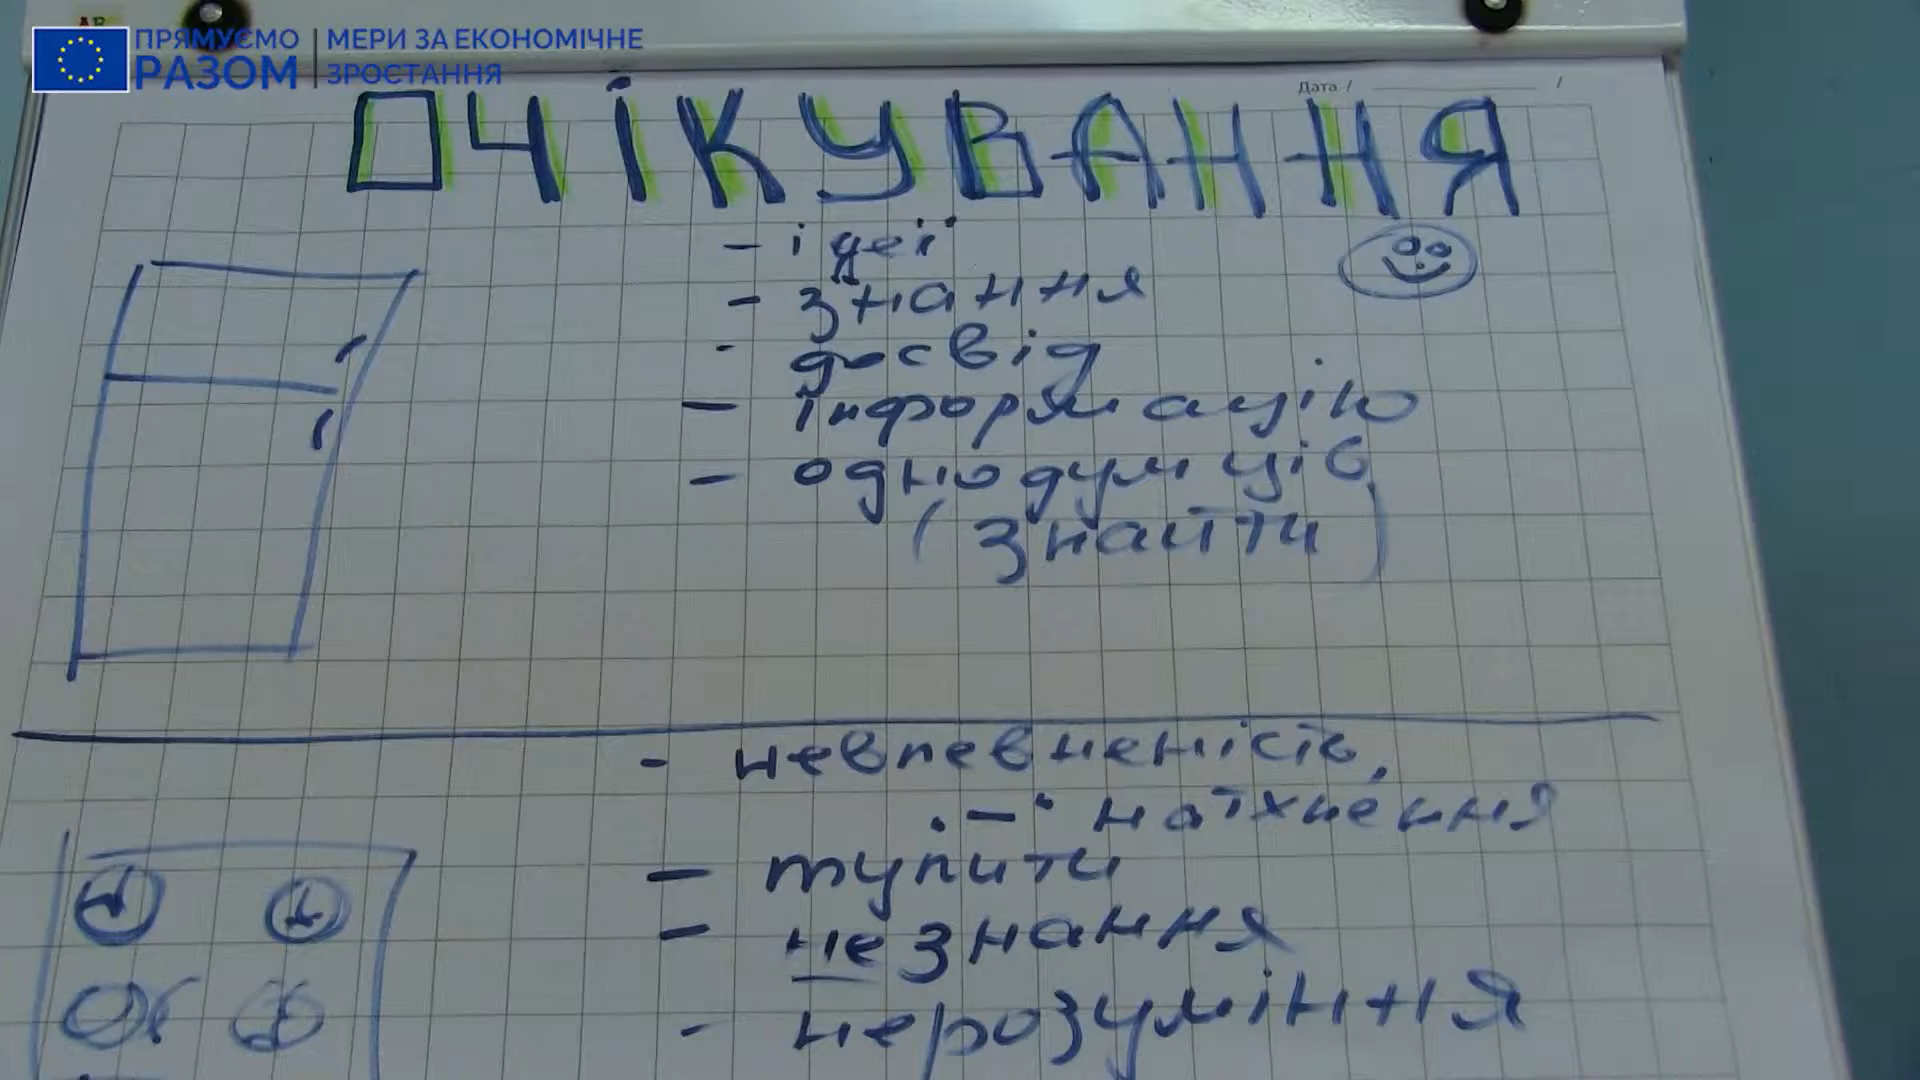 ПРЯМУЄМО РАЗОМ
МЕРИ ЗА ЕКОНОМІЧНЕ ЗРОСТАННЯ
Дата / /
ОЧІКУВАННЯ
- ідеї
- знання
- досвід
- інформацію
- однодумців
(знайти)
- невпевненість,
.-" натхнення
- тупити
- незнання
- нерозуміння